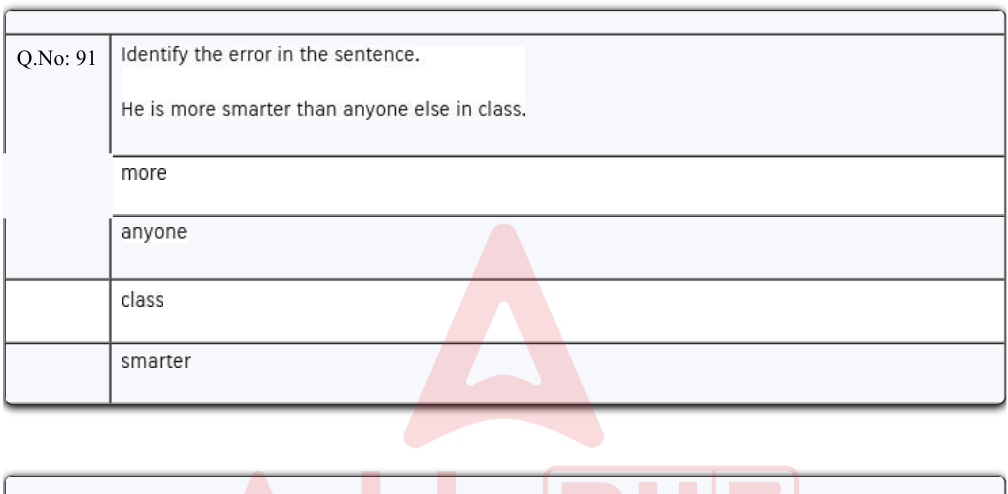 Q.No: 91
Identify the error in the sentence.
He is more smarter than anyone else in class.
more
anyone
class
smarter